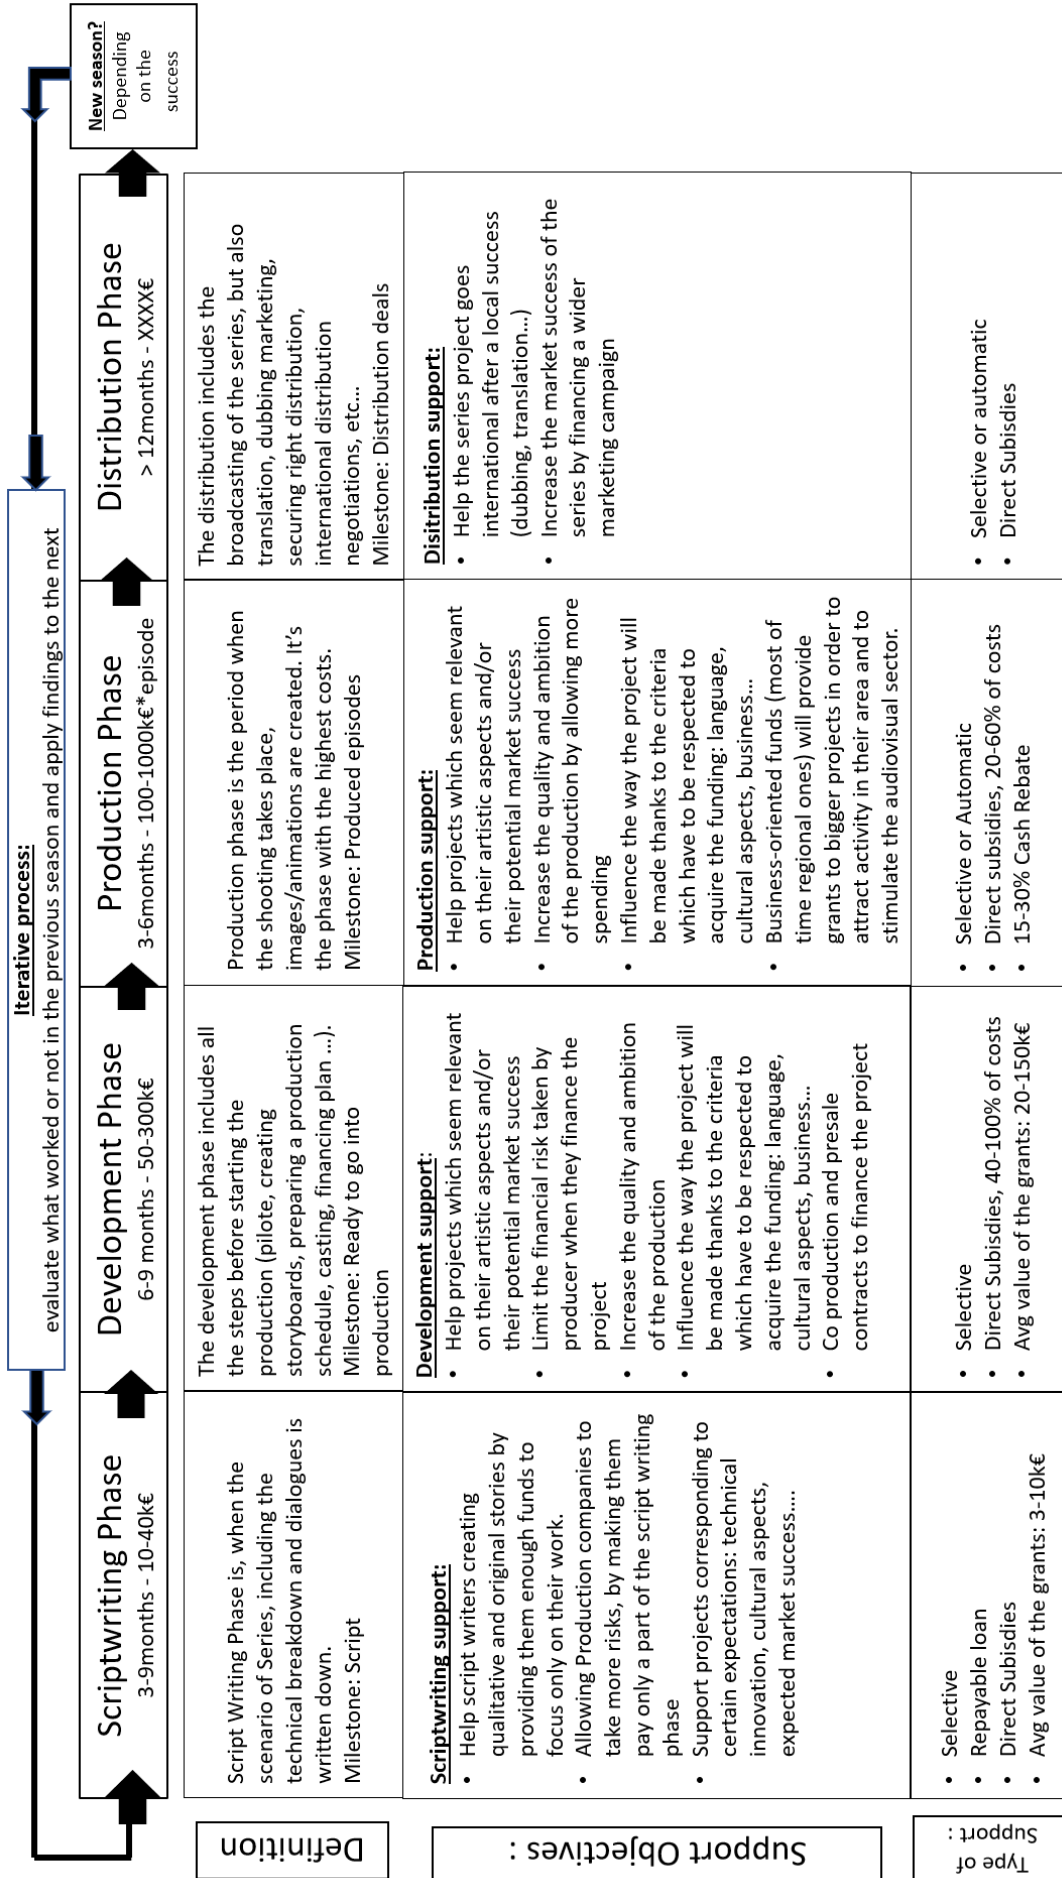 Iterative process:
evaluate what worked or not in the previous season and apply findings to the next
New season?
Depending
on the
success
Scriptwriting Phase
3-9months - 10-40k€
Development Phase
6-9 months - 50-300k€
Production Phase
3-6months - 100-1000k€*episode
Distribution Phase
> 12months - XXXX€
Definition
Script Writing Phase is, when the
scenario of Series, including the
technical breakdown and dialogues is
written down.
Milestone: Script
The development phase includes all
the steps before starting the
production (pilote, creating
storyboards, preparing a production
schedule, casting, financing plan ...).
Milestone: Ready to go into
production
Production phase is the period when
the shooting takes place,
images/animations are created. It's
the phase with the highest costs.
Milestone: Produced episodes
The distribution includes the
broadcasting of the series, but also
translation, dubbing marketing,
securing right distribution,
international distribution
negotiations, etc...
Milestone: Distribution deals
Support Objectives :
Scriptwriting support:
• Help script writers creating
qualitative and original stories by
providing them enough funds to
focus only on their work.
• Allowing Production companies to
take more risks, by making them
pay only a part of the script writing
phase
• Support projects corresponding to
certain expectations: technical
innovation, cultural aspects,
expected market success....
Development support:
• Help projects which seem relevant
on their artistic aspects and/or
their potential market success
• Limit the financial risk taken by
producer when they finance the
project
• Increase the quality and ambition
of the production
• Influence the way the project will
be made thanks to the criteria
which have to be respected to
acquire the funding: language,
cultural aspects, business...
• Co production and presale
contracts to finance the project
Production support:
• Help projects which seem relevant
on their artistic aspects and/or
their potential market success
• Increase the quality and ambition
of the production by allowing more
spending
• Influence the way the project will
be made thanks to the criteria
which have to be respected to
acquire the funding: language,
cultural aspects, business...
• Business-oriented funds (most of
time regional ones) will provide
grants to bigger projects in order to
attract activity in their area and to
stimulate the audiovisual sector.
Disitribution support:
• Help the series project goes
international after a local success
(dubbing, translation...)
• Increase the market success of the
series by financing a wider
marketing campaign
Type of
Support :
• Selective
• Repayable loan
• Direct Subisdies
• Avg value of the grants: 3-10k€
• Selective
• Direct Subisdies, 40-100% of costs
• Avg value of the grants: 20-150k€
• Selective or Automatic
• Direct subsidies, 20-60% of costs
• 15-30% Cash Rebate
• Selective or automatic
• Direct Subisdies